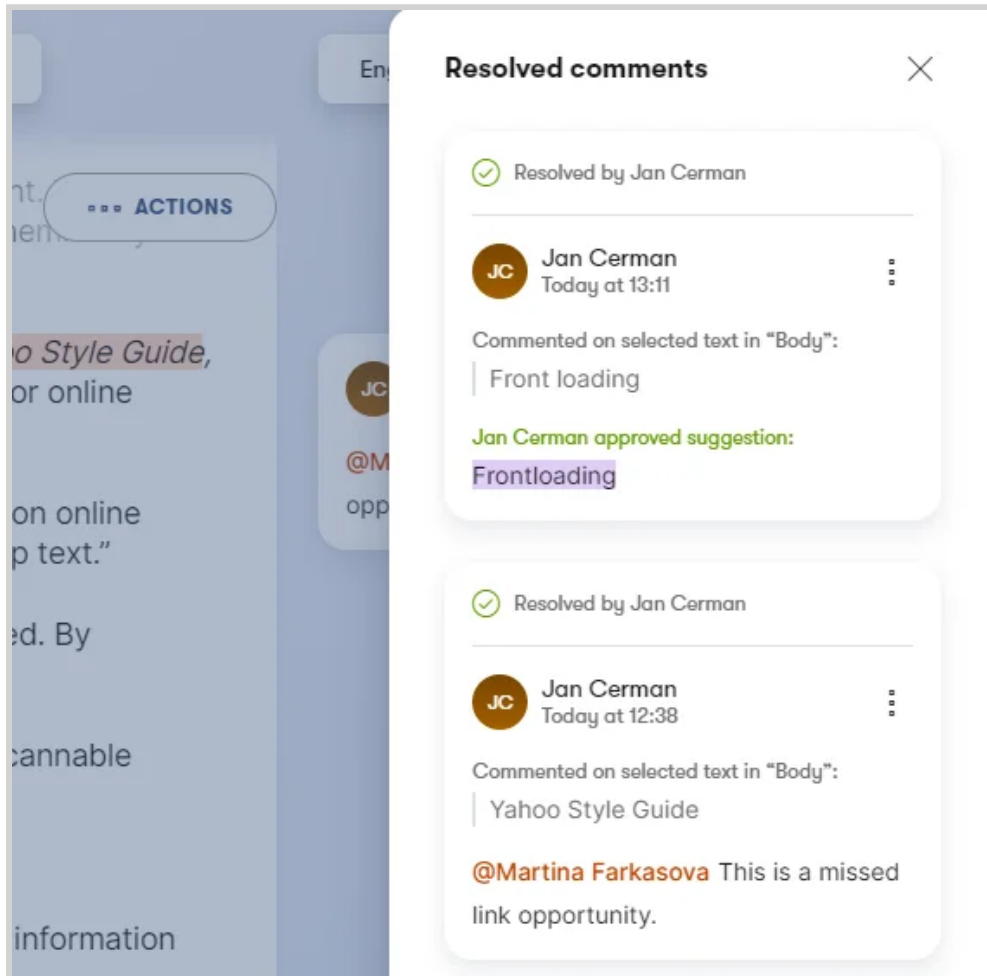 Eng
nt.
ACTIONS
o Style Guide,
or online
JC
@M
opp
on online
p text.”
ed. By
cannable
information
Resolved comments
Resolved by Jan Cerman
JC
Jan Cerman
Today at 13:11
Commented on selected text in “Body”:
Front loading
Jan Cerman approved suggestion:
Frontloading
Resolved by Jan Cerman
JC
Jan Cerman
Today at 12:38
Commented on selected text in “Body”:
Yahoo Style Guide
@Martina Farkasova This is a missed
link opportunity.